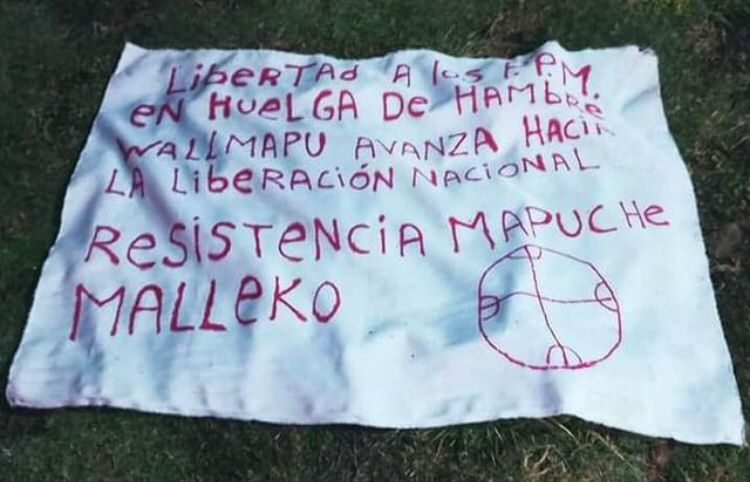 LIBERTAD A los P.P.M.
EN HUELGA DE HAMBRE
WALLMAPU AVANZA HACIA
LA LIBERACIÓN NACIONAL
RESISTENCIA MAPUCHE
MALLEKO